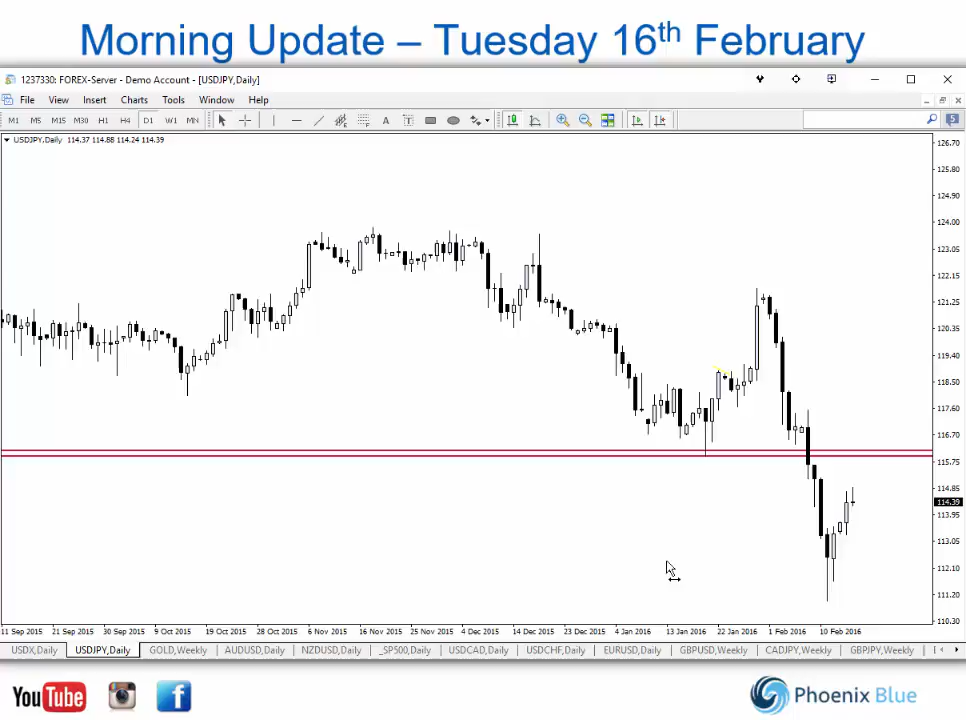 Morning Update – Tuesday 16th February
1237330: FOREX-Server - Demo Account - [USDJPY,Daily]
File View Insert Charts Tools Window Help
M1 M5 M15 M30 H1 H4 D1 W1 MN A T 5
USDJPY,Daily 114.37 114.88 114.24 114.39
126.70
125.80
124.90
124.00
123.05
122.15
121.25
120.35
119.40
118.50
117.60
116.70
115.75
114.85
114.39
113.95
113.05
112.10
111.20
110.30
11 Sep 2015 21 Sep 2015 30 Sep 2015 9 Oct 2015 19 Oct 2015 28 Oct 2015 6 Nov 2015 16 Nov 2015 25 Nov 2015 4 Dec 2015 14 Dec 2015 23 Dec 2015 4 Jan 2016 13 Jan 2016 22 Jan 2016 1 Feb 2016 10 Feb 2016
USDX,Daily USDJPY,Daily GOLD,Weekly AUDUSD,Daily NZDUSD,Daily _SP500,Daily USDCAD,Daily USDCHF,Daily EURUSD,Daily GBPUSD,Weekly CADJPY,Weekly GBPJPY,Weekly
YouTube f Phoenix Blue